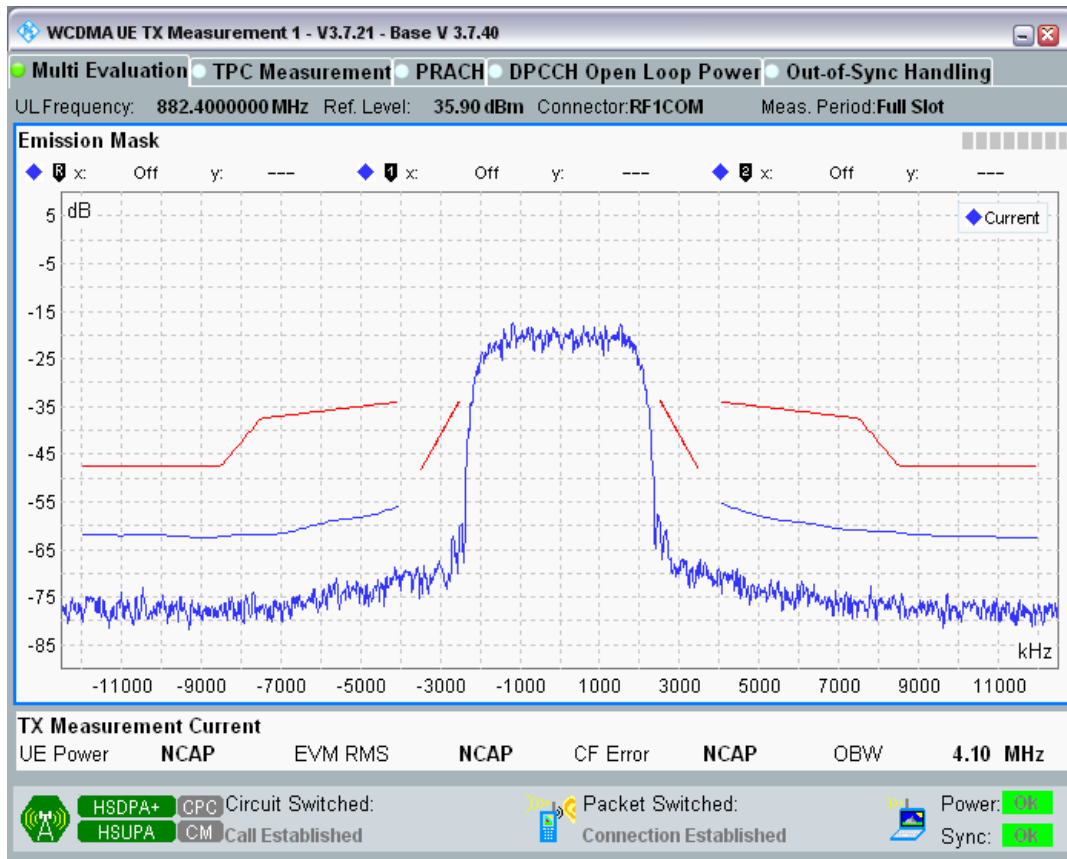 WCDMA UE TX Measurement 1 - V3.7.21 - Base V 3.7.40
Multi Evaluation TPC Measurement PRACH DPCCH Open Loop Power Out-of-Sync Handling
UL Frequency: 882.4000000 MHz Ref. Level: 35.90 dBm Connector:RF1COM Meas. Period:Full Slot
Emission Mask
R x: Off y: --- 1 x: Off y: --- 2 x: Off y: ---
dB
Current
5
-5
-15
-25
-35
-45
-55
-65
-75
-85
kHz
-11000 -9000 -7000 -5000 -3000 -1000 1000 3000 5000 7000 9000 11000
TX Measurement Current
UE Power NCAP EVM RMS NCAP CF Error NCAP OBW 4.10 MHz
HSDPA+ CPC Circuit Switched: Packet Switched: Power: Ok
HSUPA CM Call Established Connection Established Sync: Ok